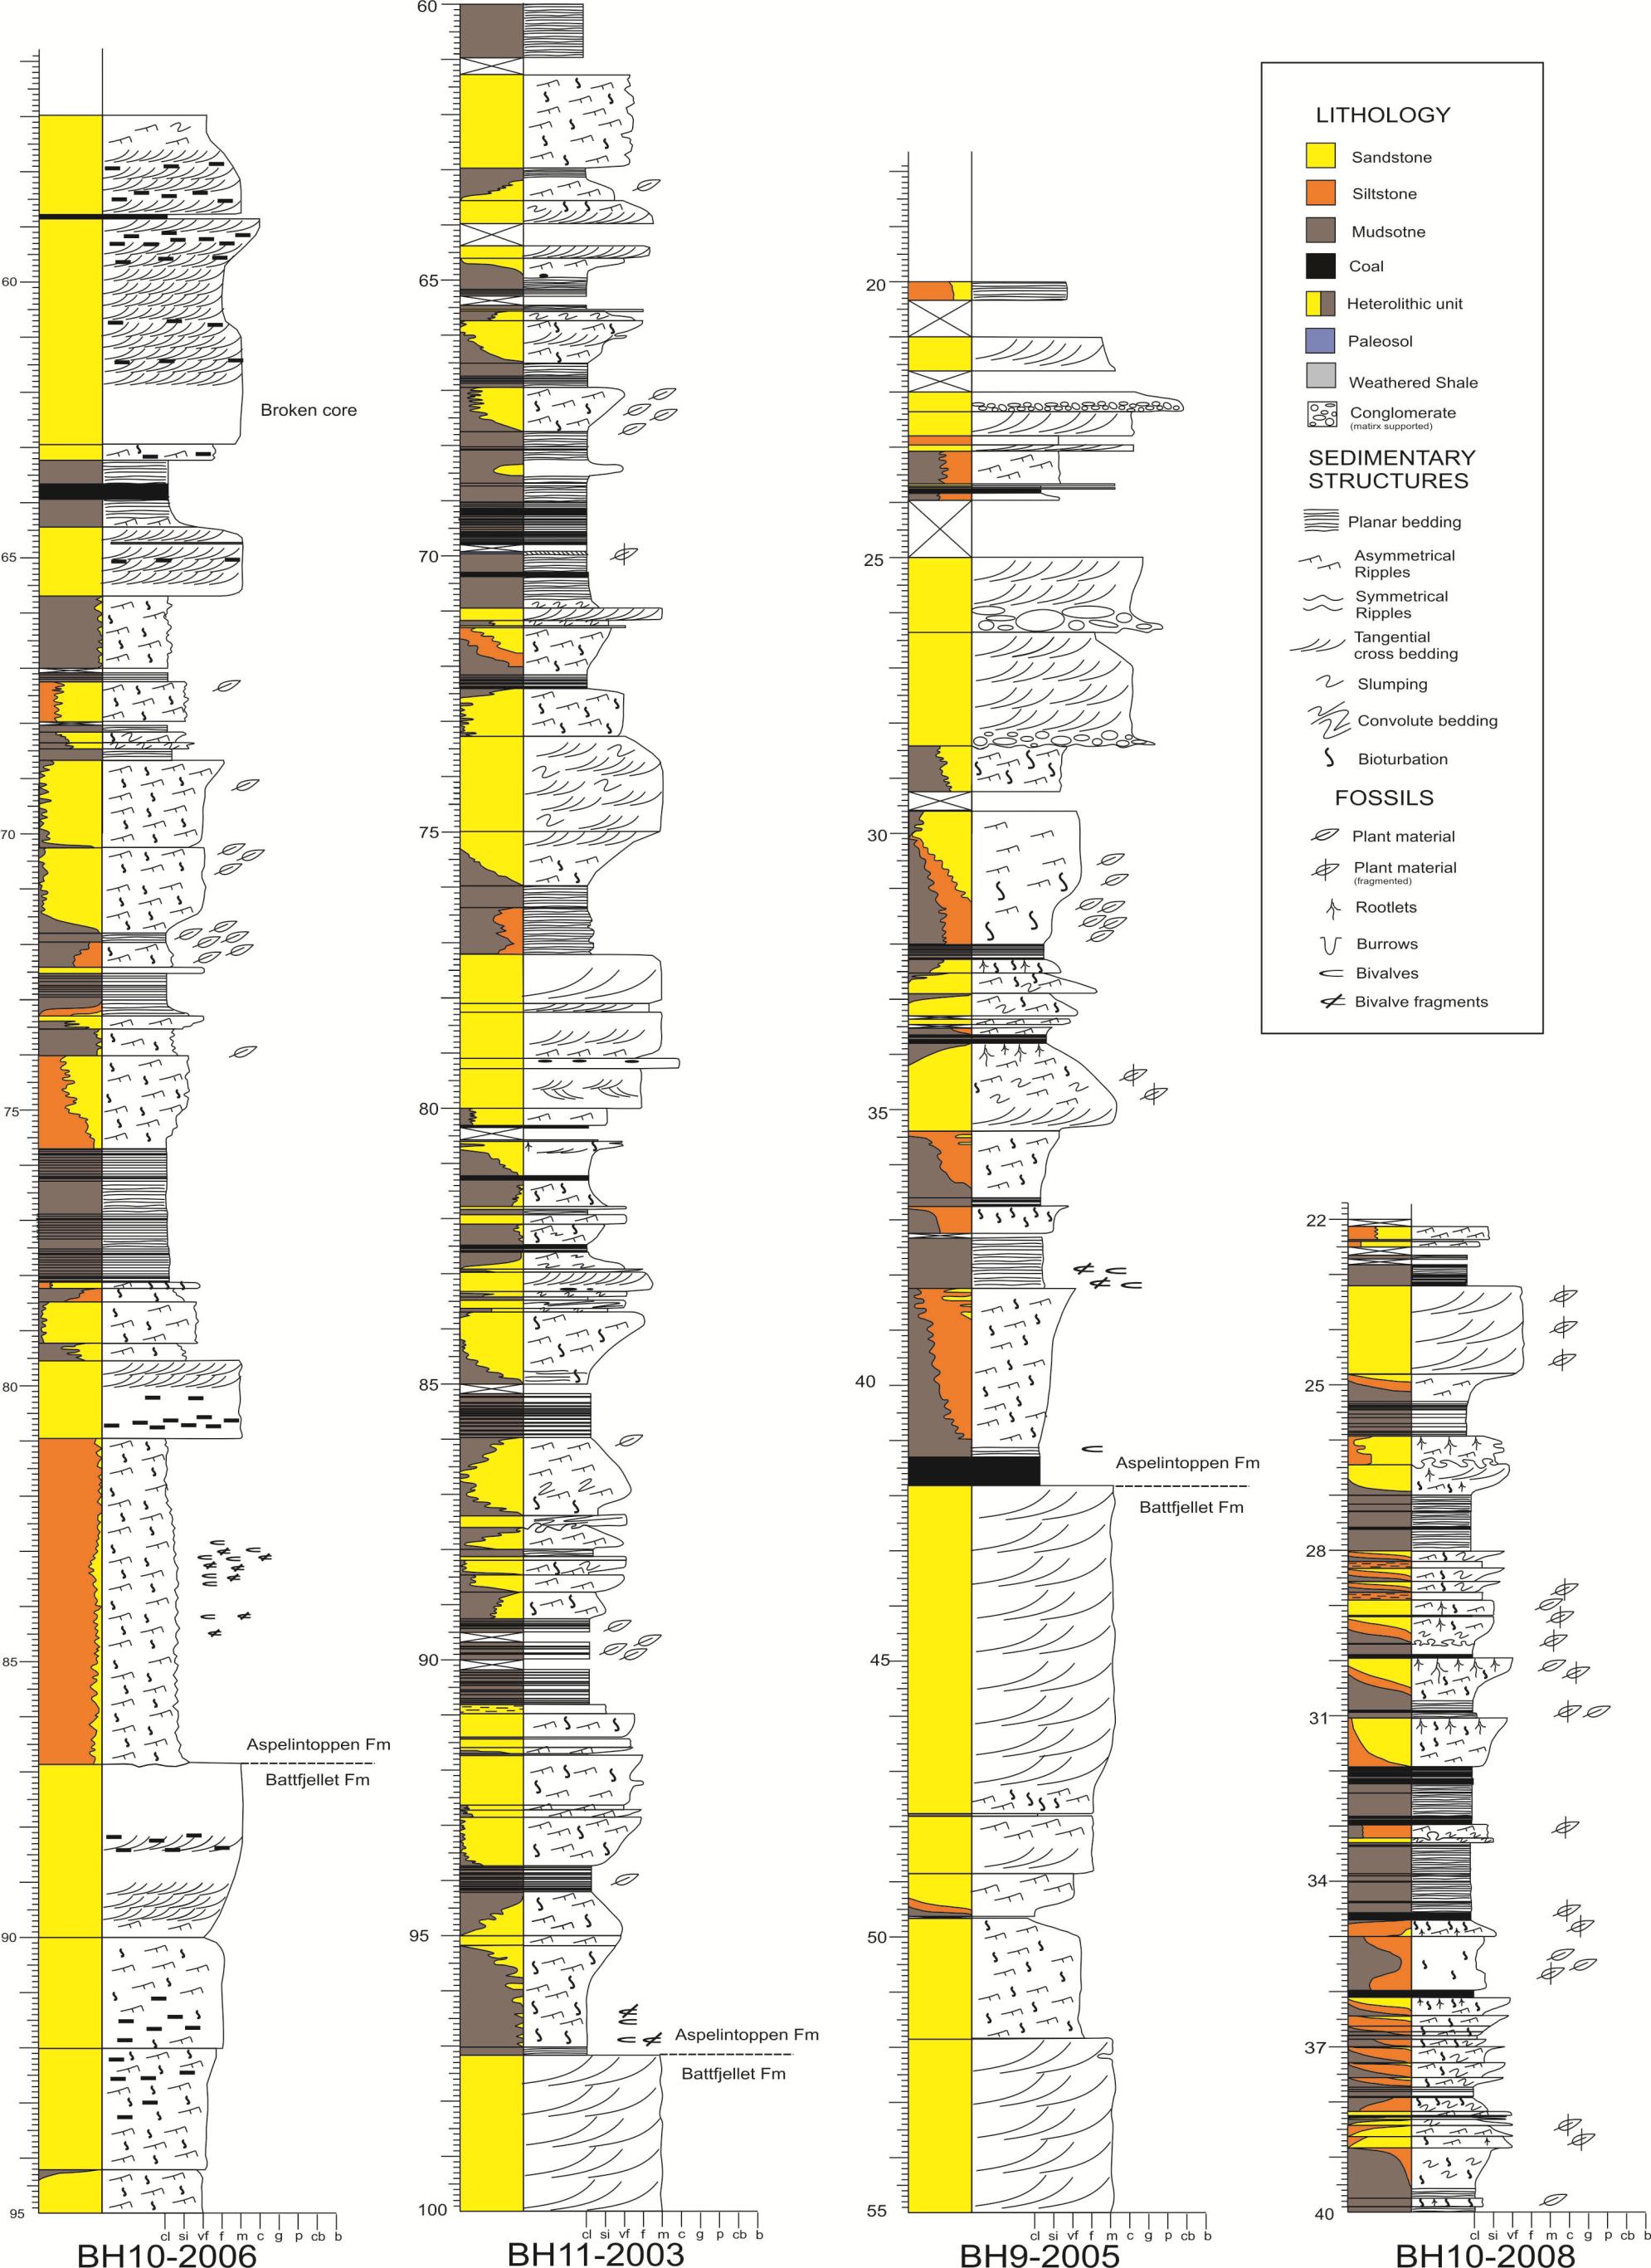 60
65
70
75
80
85
90
95
Broken core
Aspelintoppen Fm
Battfjellet Fm
cl si vf f m c g p cb b
BH10-2006
60
65
70
75
80
85
90
95
100
Aspelintoppen Fm
Battfjellet Fm
cl si vf f m c g p cb b
BH11-2003
20
25
30
35
40
45
50
55
Aspelintoppen Fm
Battfjellet Fm
cl si vf f m c g p cb b
BH9-2005
22
25
28
31
34
37
40
cl si vf f m c g p cb b
BH10-2008
LITHOLOGY
Sandstone
Siltstone
Mudsotne
Coal
Heterolithic unit
Paleosol
Weathered Shale
Conglomerate
(matirx supported)
SEDIMENTARY
STRUCTURES
Planar bedding
Asymmetrical
Ripples
Symmetrical
Ripples
Tangential
cross bedding
Slumping
Convolute bedding
Bioturbation
FOSSILS
Plant material
Plant material
(fragmented)
Rootlets
Burrows
Bivalves
Bivalve fragments